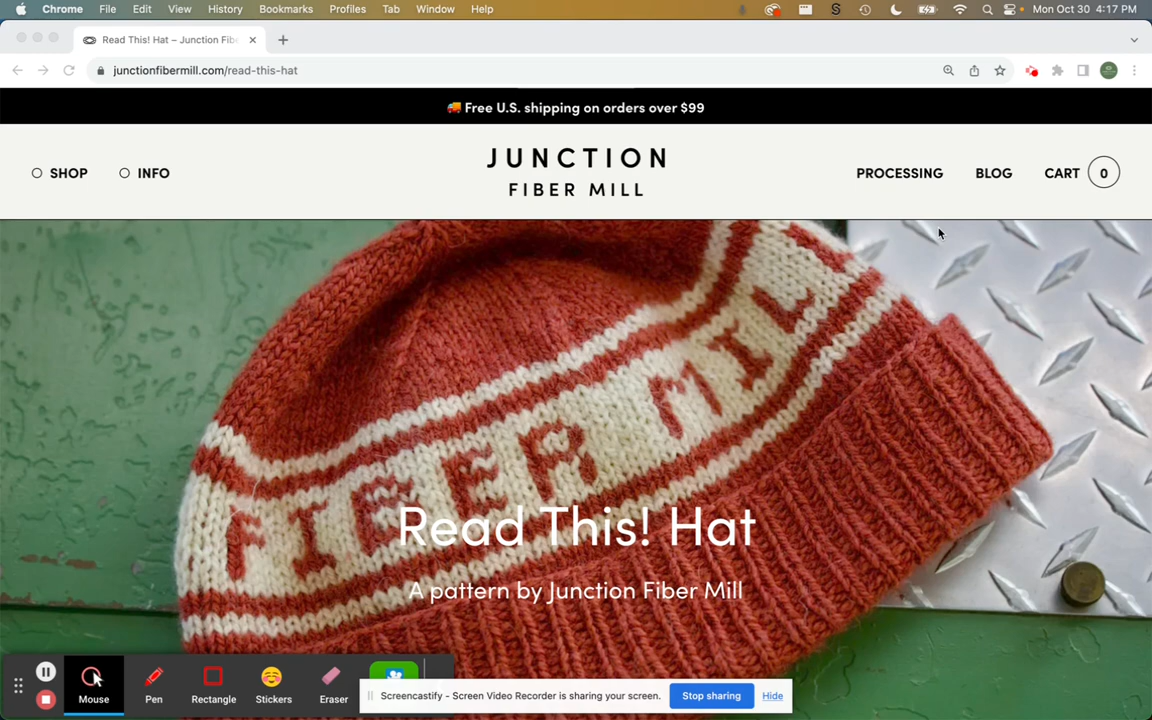 Chrome File Edit View History Bookmarks Profiles Tab Window Help Mon Oct 30 4:17 PM
Read This! Hat – Junction Fib
junctionfibermill.com/read-this-hat
🚚 Free U.S. shipping on orders over $99
SHOP INFO
JUNCTION
FIBER MILL
PROCESSING BLOG CART 0
FIBER MILL
Read This! Hat
A pattern by Junction Fiber Mill
Mouse Pen Rectangle Stickers Eraser
Screencastify - Screen Video Recorder is sharing your screen. Stop sharing Hide